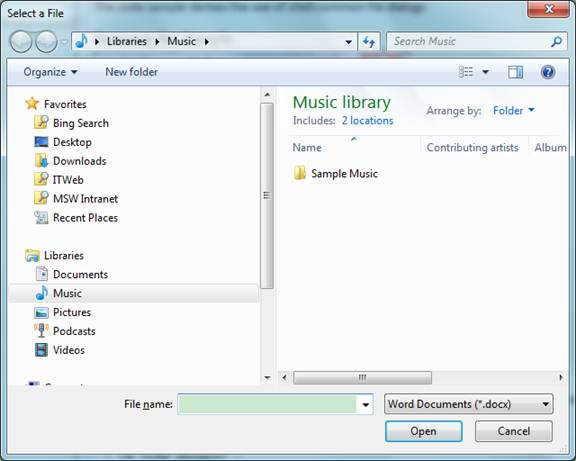 Select a File
Libraries Music
Search Music
Organize New folder
Favorites
Bing Search
Desktop
Downloads
ITWeb
MSW Intranet
Recent Places
Libraries
Documents
Music
Pictures
Podcasts
Videos
Music library
Includes: 2 locations
Arrange by: Folder
Name Contributing artists Album
Sample Music
File name:
Word Documents (*.docx)
Open Cancel